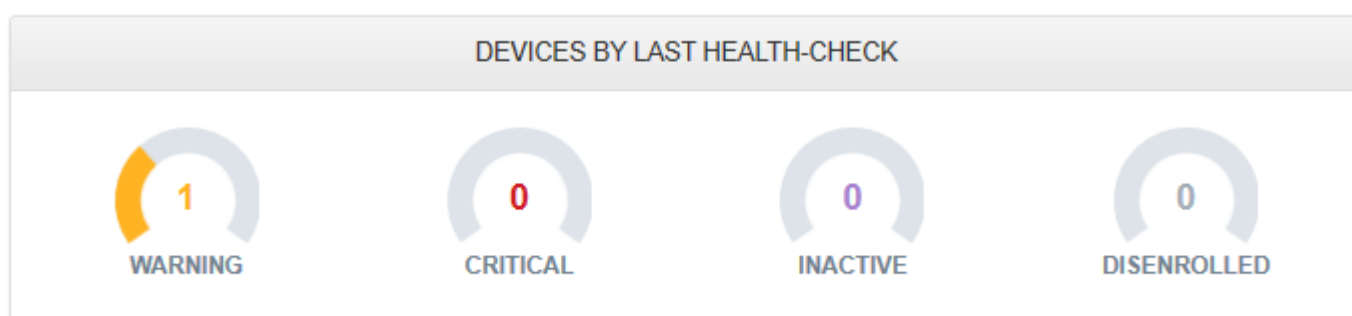 DEVICES BY LAST HEALTH-CHECK
1 0 0 0
WARNING CRITICAL INACTIVE DISENROLLED